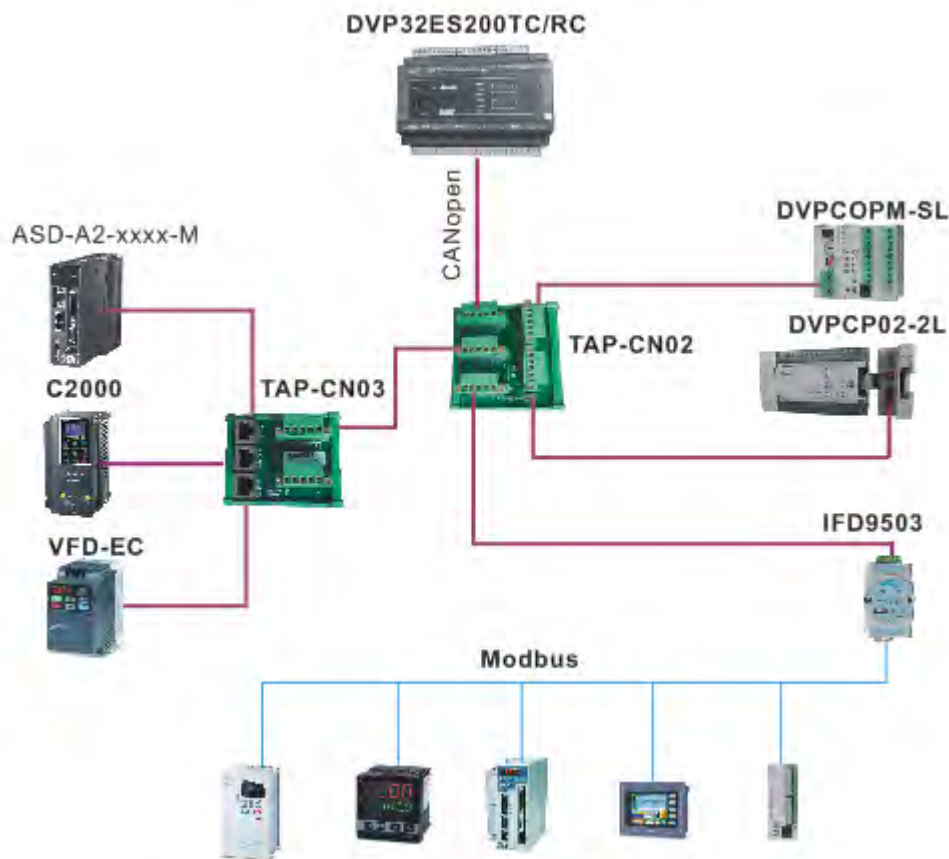 DVP32ES200TC/RC
CANopen
DVPCOPM-SL
ASD-A2-xxxx-M
DVPCP02-2L
TAP-CN02
C2000
TAP-CN03
IFD9503
VFD-EC
Modbus